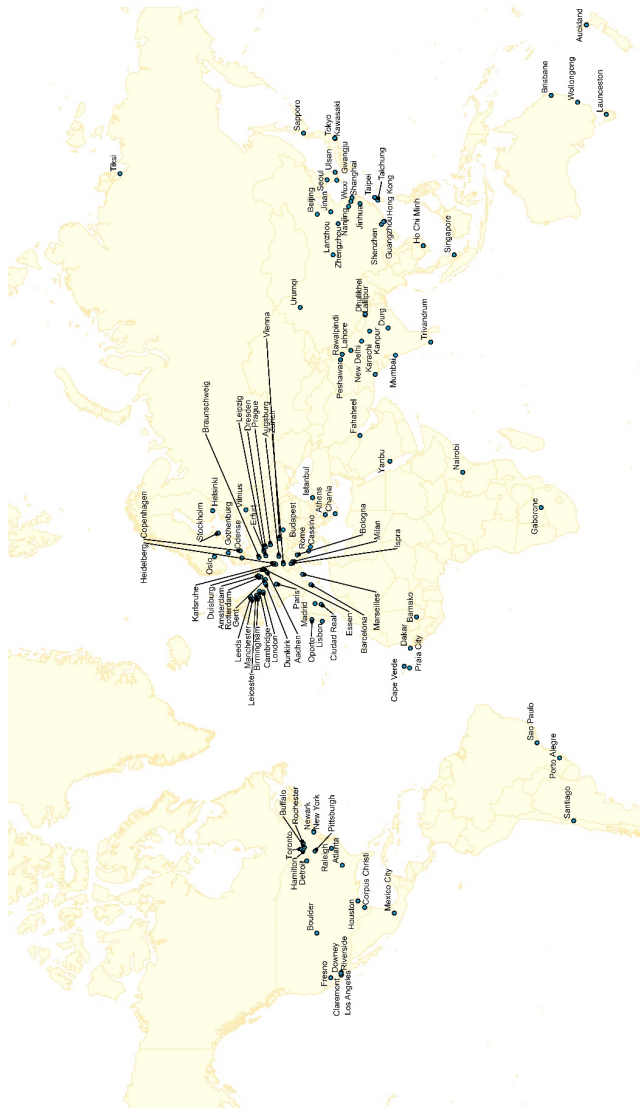 Fresno
Downey
Riverside
Claremont
Los Angeles
Boulder
Houston
Corpus Christi
Mexico City
Toronto
Buffalo
Rochester
Hamilton
Newark
New York
Pittsburgh
Raleigh
Atlanta
Santiago
Porto Alegre
Sao Paulo
Cape Verde
Praia City
Dakar
Bamako
Heidelberg
Copenhagen
Stockholm
Helsinki
Gothenburg
Odense
Oslo
Vilnius
Erfurt
Braunschweig
Leipzig
Dresden
Prague
Augsburg
Vienna
Karlsruhe
Duisburg
Amsterdam
Rotterdam
Gent
Leeds
Manchester
Leicester
Birmingham
Cambridge
London
Dunkirk
Aachen
Paris
Madrid
Oporto
Lisbon
Ciudad Real
Essen
Barcelona
Marseilles
Ispra
Milan
Bologna
Rome
Cassino
Budapest
Istanbul
Athens
Chania
Gaborone
Nairobi
Yanbu
Fahaheel
Peshawar
Rawalpindi
Lahore
New Delhi
Karachi
Kanpur
Dhulikhel
Durg
Mumbai
Trivandrum
Urumqi
Tiksi
Lanzhou
Zhengzhou
Beijing
Jinan
Seoul
Ulsan
Gwangju
Nanjing
Wuxi
Shanghai
Jinhua
Taipei
Taichung
Shenzhen
Guangzhou
Hong Kong
Sapporo
Tokyo
Kawasaki
Ho Chi Minh
Singapore
Brisbane
Wollongong
Launceston
Auckland